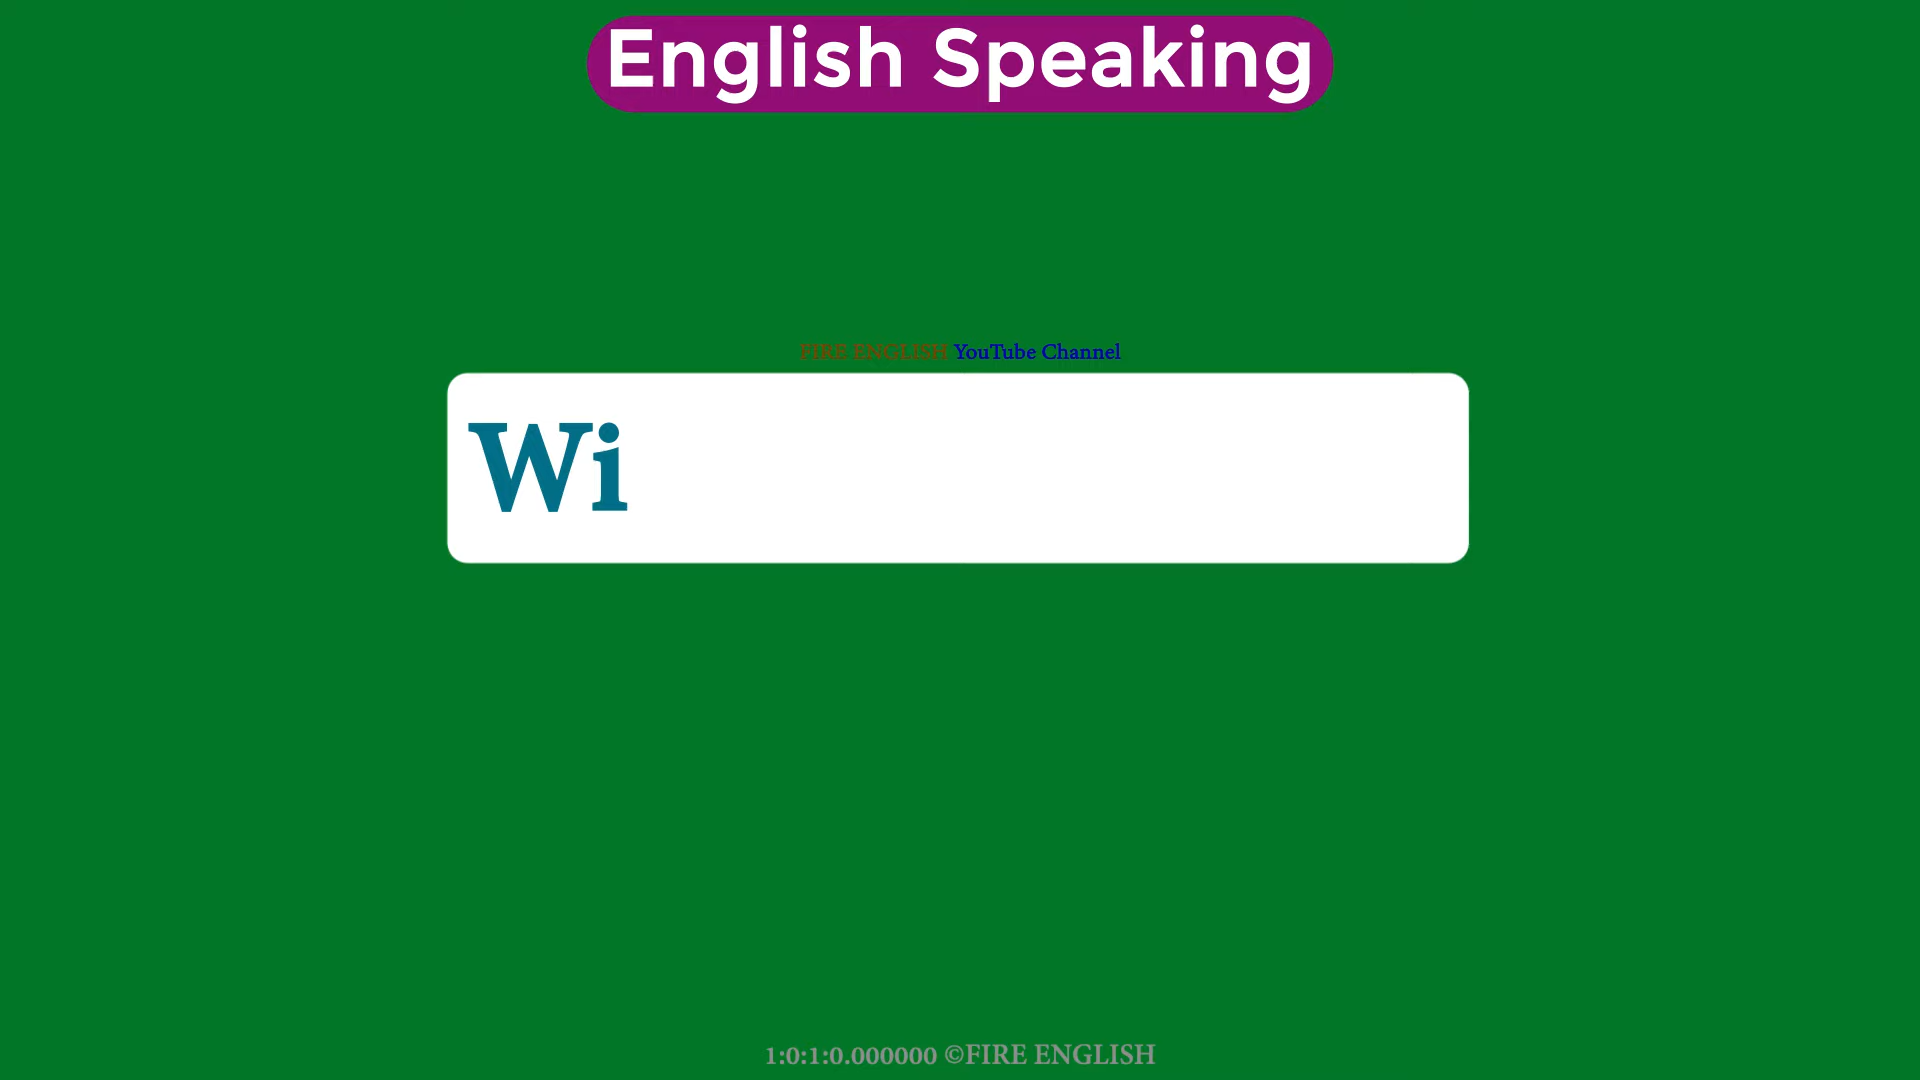 English Speaking
FIRE ENGLISH YouTube Channel
Wi
1:0:1:0.000000 ©FIRE ENGLISH